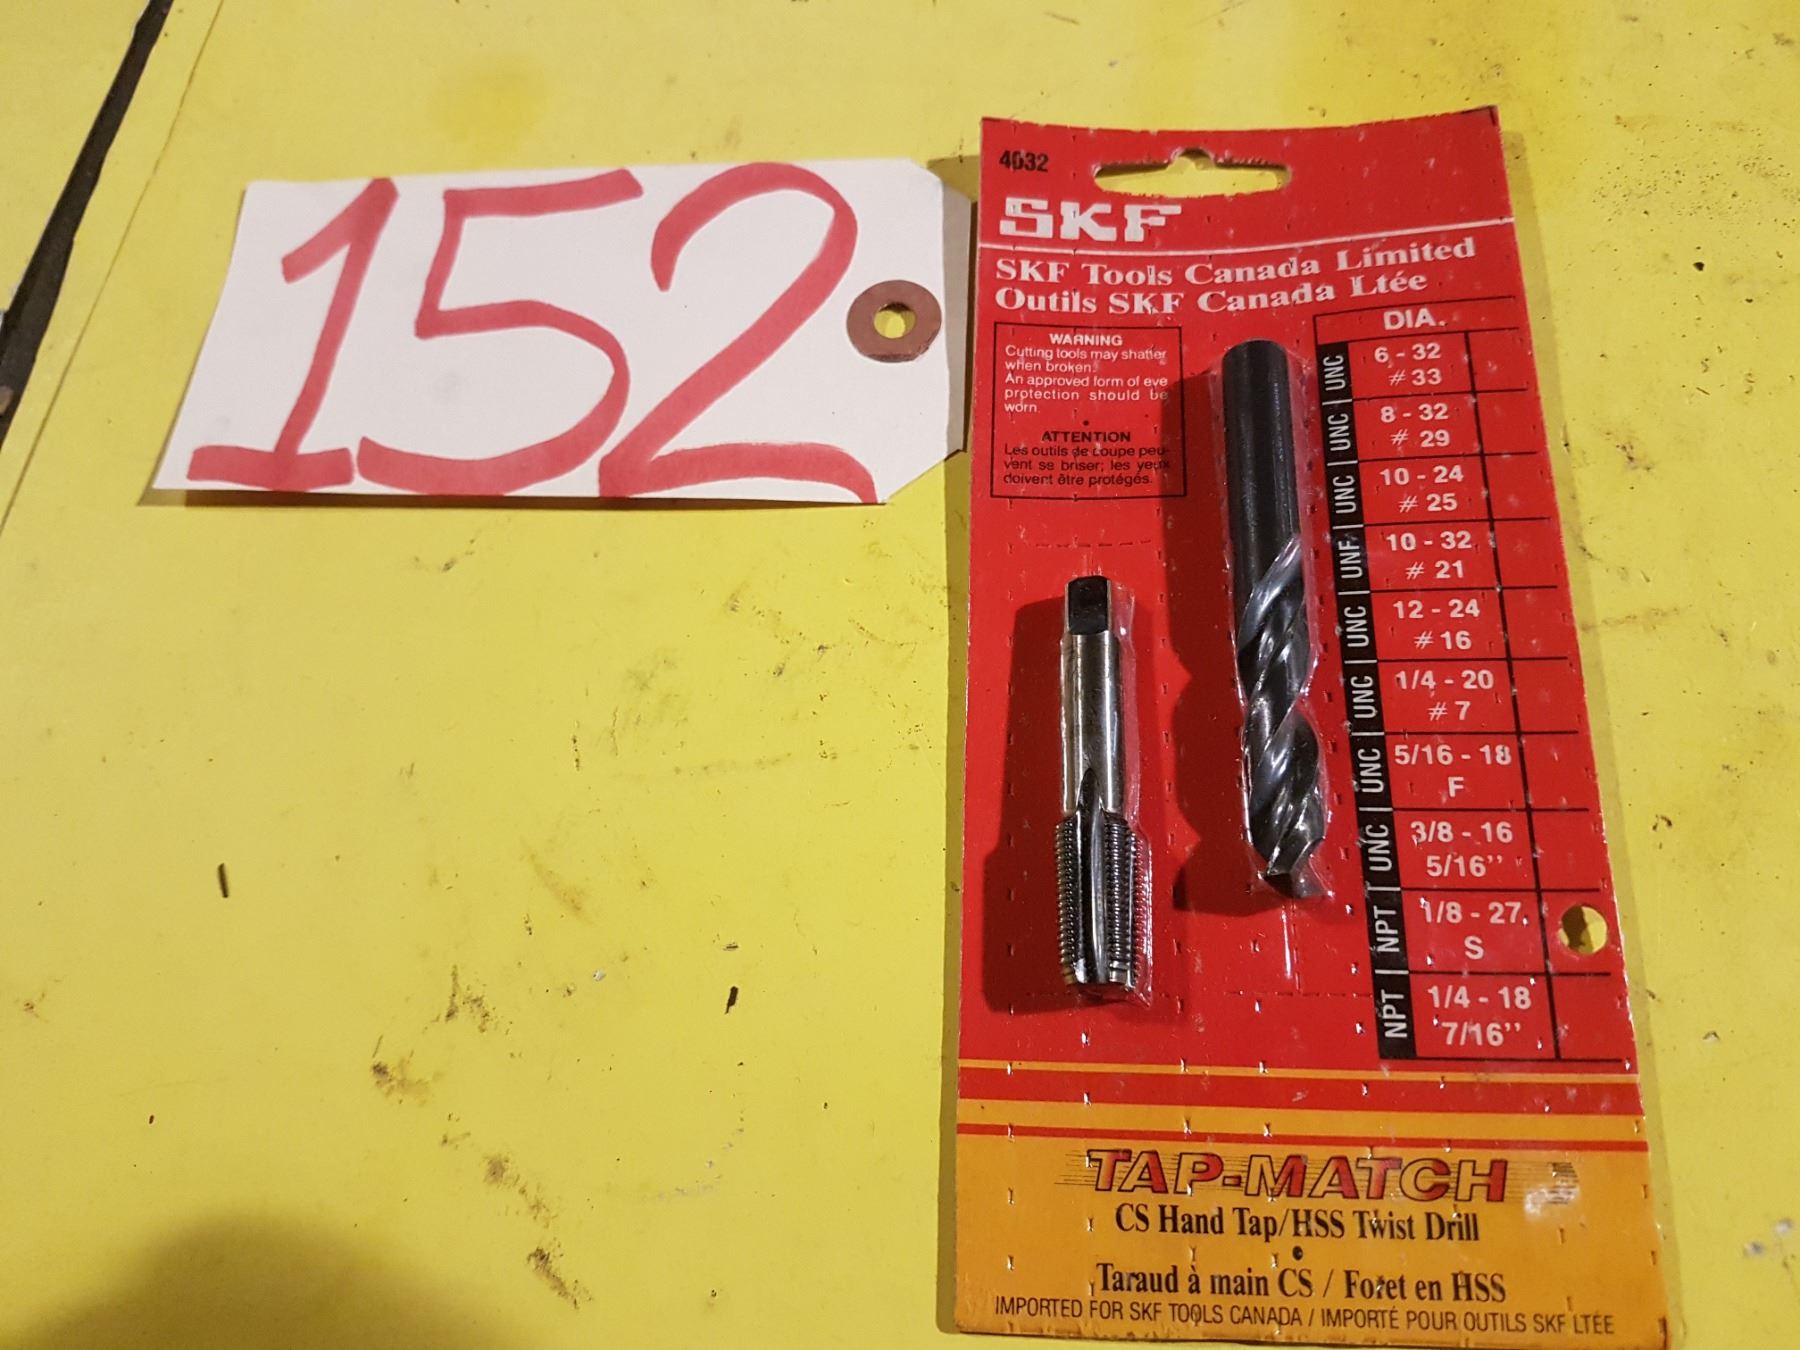 152
4032
SKF
SKF Tools Canada Limited
Outils SKF Canada Ltée
WARNING
Cutting tools may shatter
when broken.
An approved form of eye
protection should be
worn.
ATTENTION
Les outils de coupe peu-
vent se briser; les yeux
doivent être protégés.
DIA.
UNC 6 - 32
# 33
UNC 8 - 32
# 29
UNC 10 - 24
# 25
UNF 10 - 32
# 21
UNC 12 - 24
# 16
UNC 1/4 - 20
# 7
UNC 5/16 - 18
F
UNC 3/8 - 16
5/16"
NPT 1/8 - 27
S
NPT 1/4 - 18
7/16"
TAP-MATCH
CS Hand Tap/HSS Twist Drill
Taraud à main CS / Foret en HSS
IMPORTED FOR SKF TOOLS CANADA / IMPORTÉ POUR OUTILS SKF LTÉE